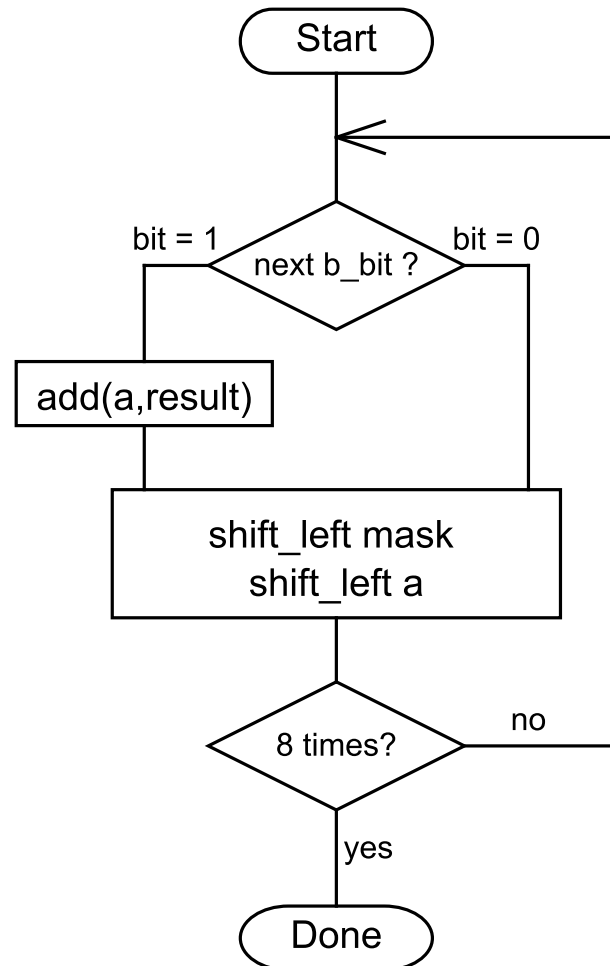 Start
bit = 1
bit = 0
next b_bit ?
add(a,result)
shift_left mask
shift_left a
8 times?
no
yes
Done